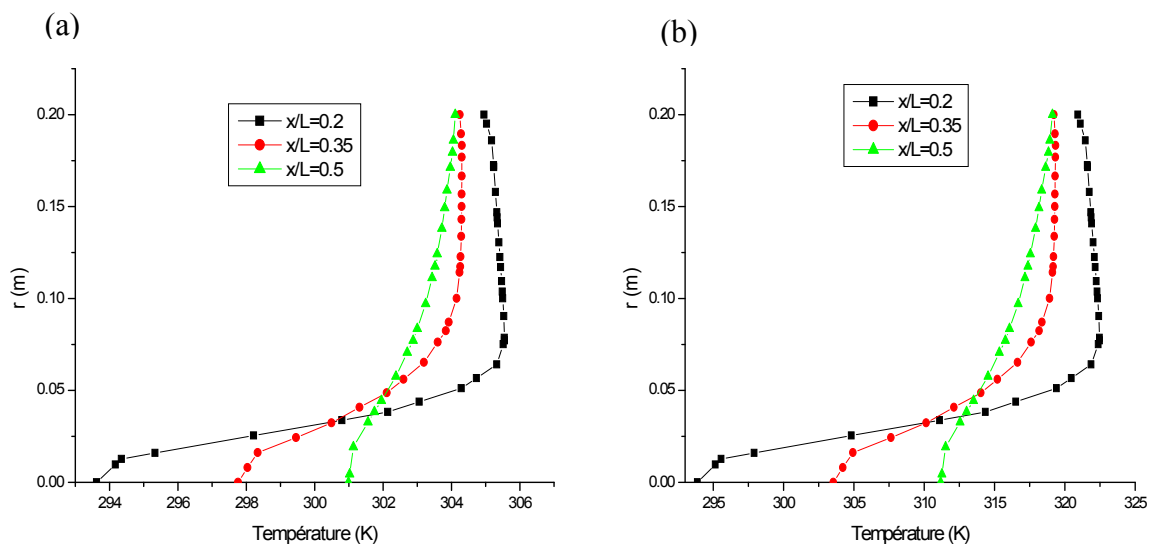 (a)
x/L=0.2
x/L=0.35
x/L=0.5
0.20
0.15
0.10
0.05
0.00
r (m)
294 296 298 300 302 304 306
Température (K)
(b)
x/L=0.2
x/L=0.35
x/L=0.5
0.20
0.15
0.10
0.05
0.00
r (m)
295 300 305 310 315 320 325
Température (K)